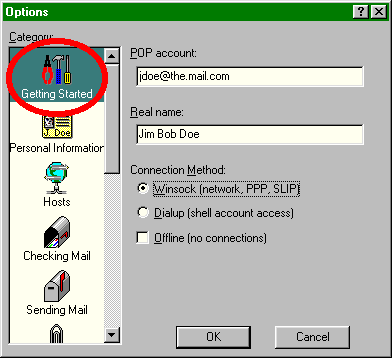 Options
Category:
Getting Started
J. Doe
Personal Information
Hosts
Checking Mail
Sending Mail
POP account:
jdoe@the.mail.com
Real name:
Jim Bob Doe
Connection Method:
Winsock (network, PPP, SLIP)
Dialup (shell account access)
Offline (no connections)
OK
Cancel